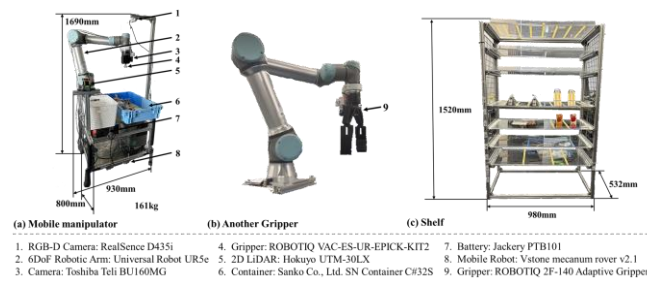 1690mm
1
2
3
4
5
6
7
8
930mm
800mm
161kg
9
1520mm
532mm
980mm
(a) Mobile manipulator
(b) Another Gripper
(c) Shelf
1. RGB-D Camera: RealSense D435i
2. 6DoF Robotic Arm: Universal Robot UR5e
3. Camera: Toshiba Teli BU160MG
4. Gripper: ROBOTIQ VAC-ES-UR-EPICK-KIT2
5. 2D LiDAR: Hokuyo UTM-30LX
6. Container: Sanko Co., Ltd. SN Container C#32S
7. Battery: Jackery PTB101
8. Mobile Robot: Vstone mecanum rover v2.1
9. Gripper: ROBOTIQ 2F-140 Adaptive Gripper